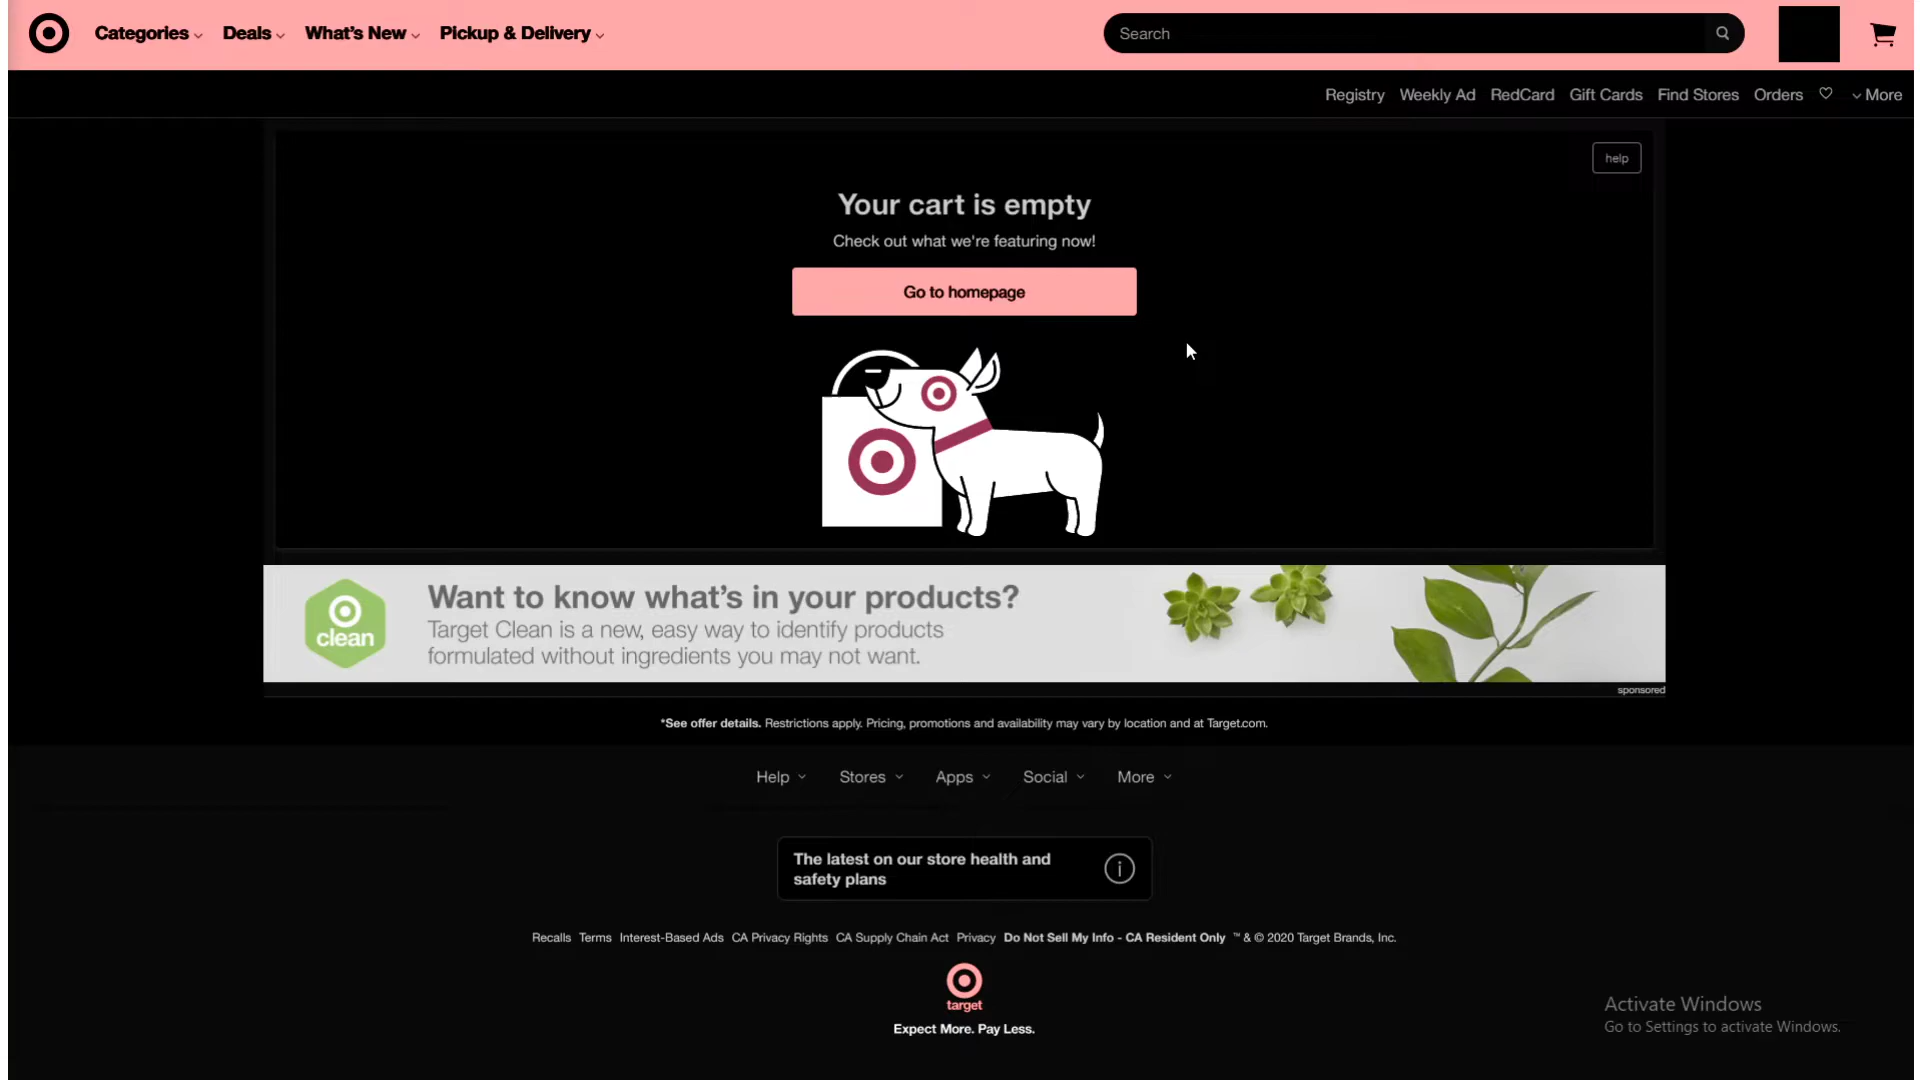 Categories Deals What's New Pickup & Delivery Search
Registry Weekly Ad RedCard Gift Cards Find Stores Orders More
help
Your cart is empty
Check out what we're featuring now!
Go to homepage
clean
Want to know what's in your products?
Target Clean is a new, easy way to identify products
formulated without ingredients you may not want.
sponsored
*See offer details. Restrictions apply. Pricing, promotions and availability may vary by location and at Target.com.
Help Stores Apps Social More
The latest on our store health and
safety plans
Recalls Terms Interest-Based Ads CA Privacy Rights CA Supply Chain Act Privacy Do Not Sell My Info - CA Resident Only ™ & © 2020 Target Brands, Inc.
target
Expect More. Pay Less.
Activate Windows
Go to Settings to activate Windows.